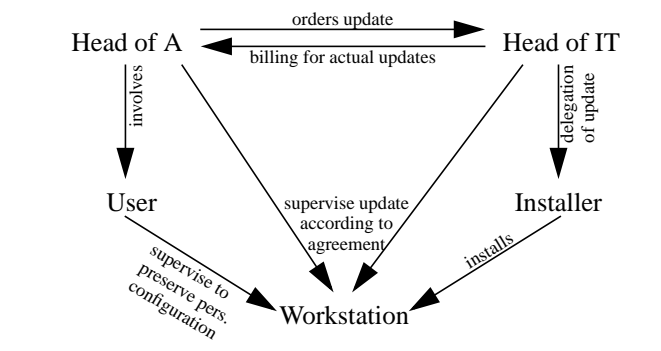 orders update
Head of A
Head of IT
billing for actual updates
involves
delegation
of update
User
Installer
supervise update
according to
agreement
supervise to
preserve pers.
configuration
installs
Workstation